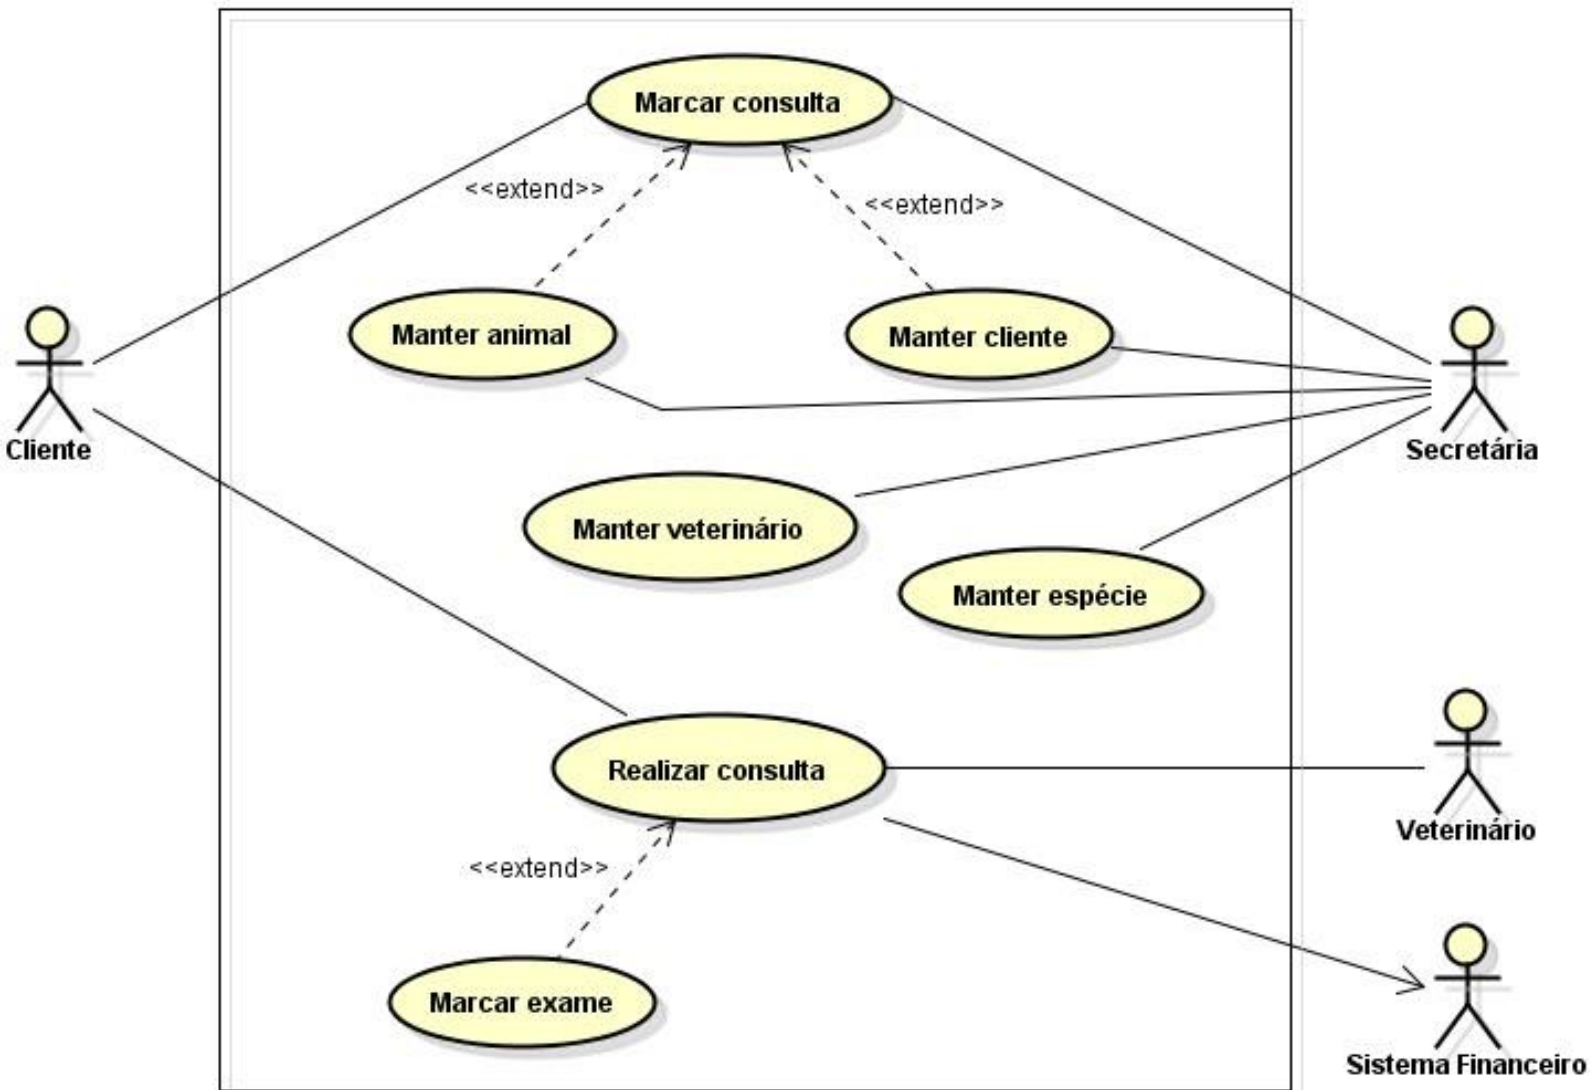 Marcar consulta
<<extend>>
<<extend>>
Manter animal
Manter cliente
Cliente
Secretária
Manter veterinário
Manter espécie
Realizar consulta
Veterinário
<<extend>>
Marcar exame
Sistema Financeiro